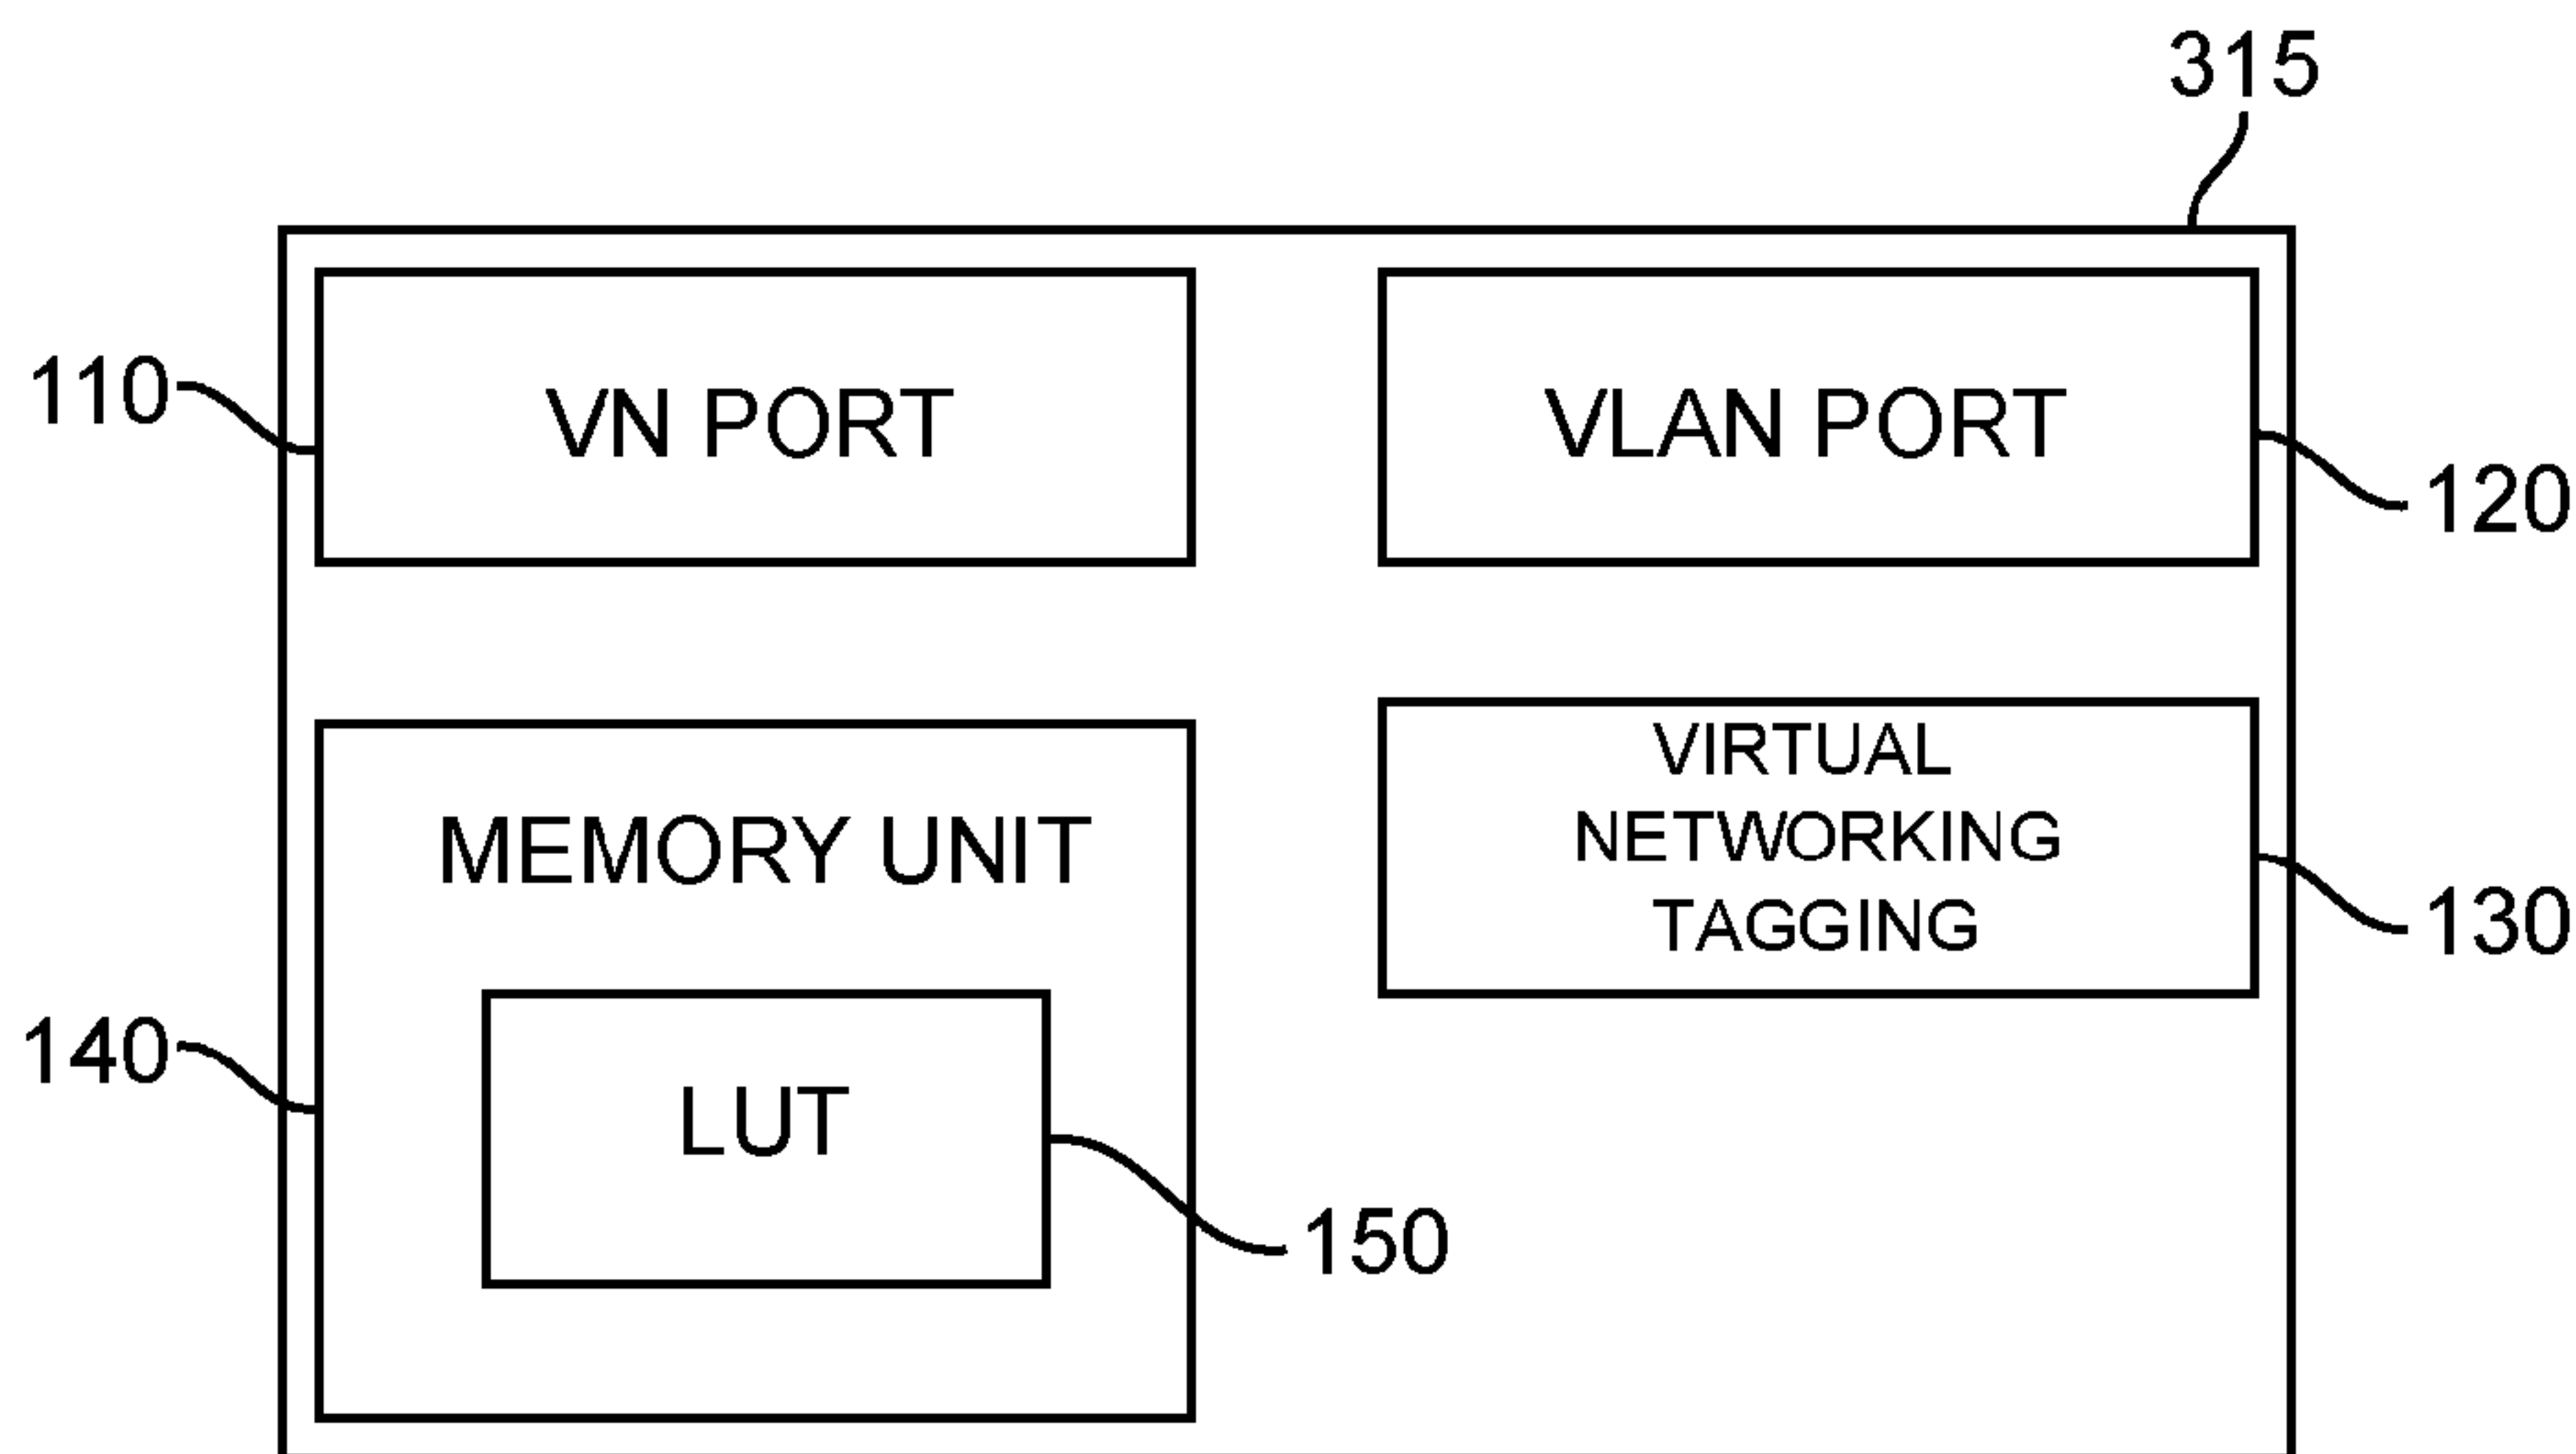 315
110
VN PORT
VLAN PORT
120
MEMORY UNIT
VIRTUAL
NETWORKING
TAGGING
130
140
LUT
150